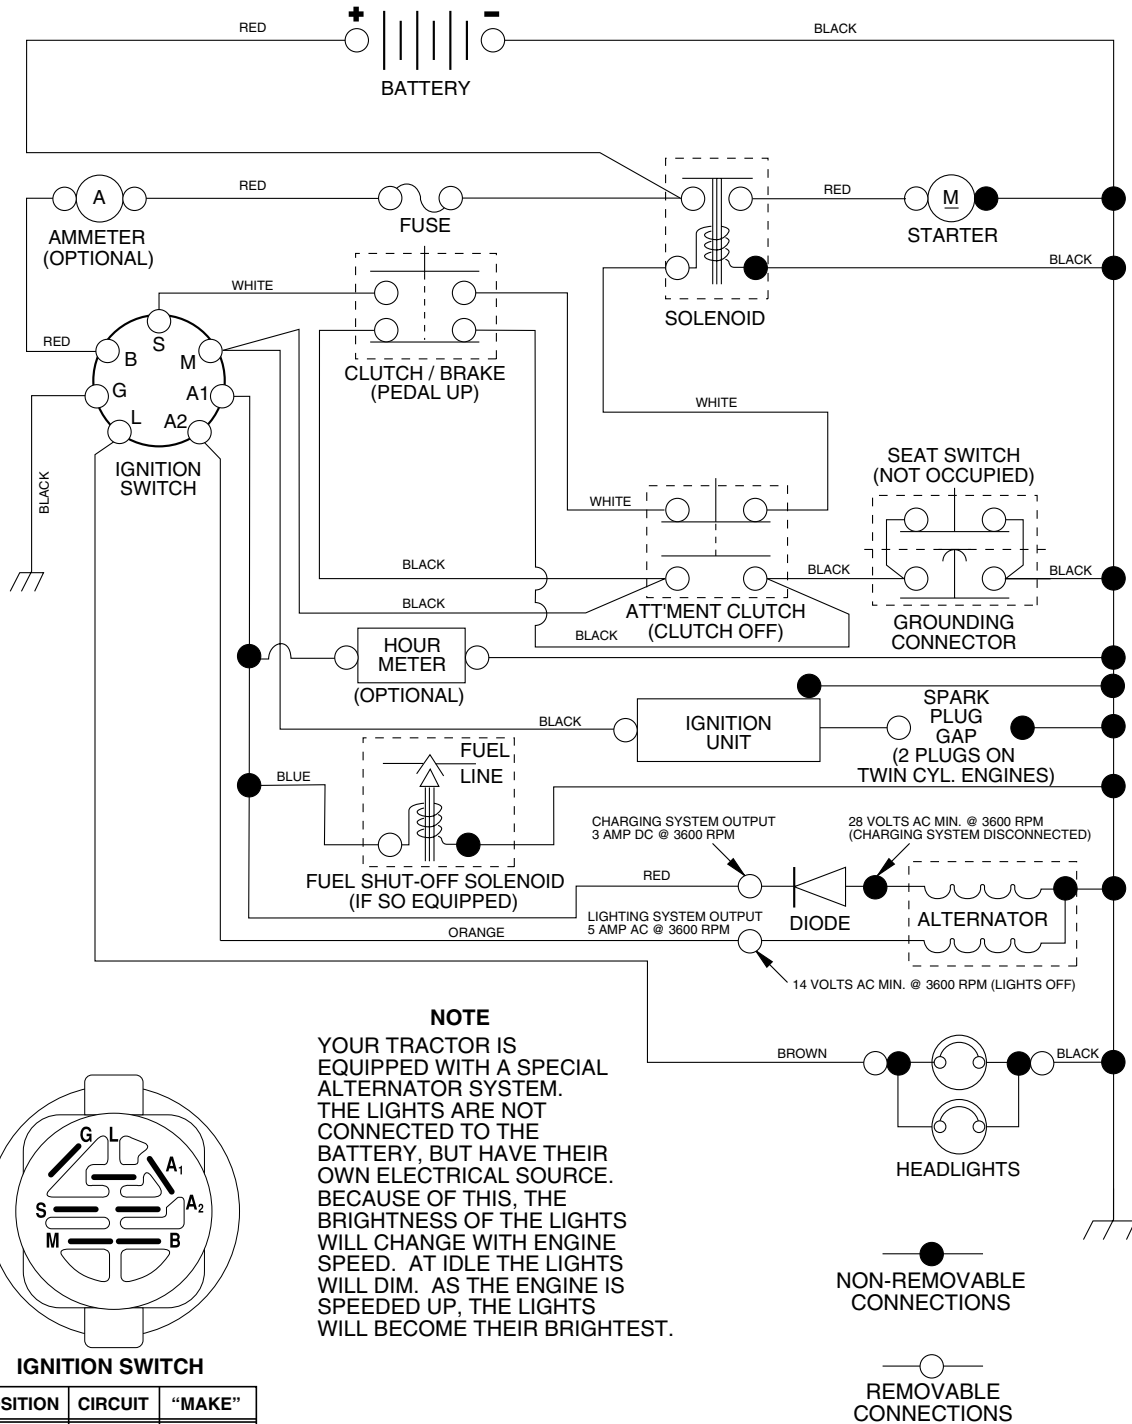 +
-
RED
BLACK
BATTERY
A
RED
RED
M
AMMETER
(OPTIONAL)
FUSE
STARTER
WHITE
BLACK
SOLENOID
RED
S
B
M
G
A1
L
A2
CLUTCH / BRAKE
(PEDAL UP)
IGNITION
SWITCH
BLACK
WHITE
SEAT SWITCH
(NOT OCCUPIED)
WHITE
BLACK
BLACK
BLACK
BLACK
ATT'MENT CLUTCH
(CLUTCH OFF)
GROUNDING
CONNECTOR
BLACK
HOUR
METER
(OPTIONAL)
BLACK
IGNITION
UNIT
SPARK
PLUG
GAP
(2 PLUGS ON
TWIN CYL. ENGINES)
FUEL
LINE
BLUE
FUEL SHUT-OFF SOLENOID
(IF SO EQUIPPED)
CHARGING SYSTEM OUTPUT
3 AMP DC @ 3600 RPM
28 VOLTS AC MIN. @ 3600 RPM
(CHARGING SYSTEM DISCONNECTED)
RED
DIODE
ALTERNATOR
LIGHTING SYSTEM OUTPUT
5 AMP AC @ 3600 RPM
ORANGE
14 VOLTS AC MIN. @ 3600 RPM (LIGHTS OFF)
NOTE
YOUR TRACTOR IS
EQUIPPED WITH A SPECIAL
ALTERNATOR SYSTEM.
THE LIGHTS ARE NOT
CONNECTED TO THE
BATTERY, BUT HAVE THEIR
OWN ELECTRICAL SOURCE.
BECAUSE OF THIS, THE
BRIGHTNESS OF THE LIGHTS
WILL CHANGE WITH ENGINE
SPEED. AT IDLE THE LIGHTS
WILL DIM. AS THE ENGINE IS
SPEEDED UP, THE LIGHTS
WILL BECOME THEIR BRIGHTEST.
BROWN
BLACK
HEADLIGHTS
G
L
A1
S
A2
M
B
IGNITION SWITCH
SITION CIRCUIT “MAKE”
NON-REMOVABLE
CONNECTIONS
REMOVABLE
CONNECTIONS